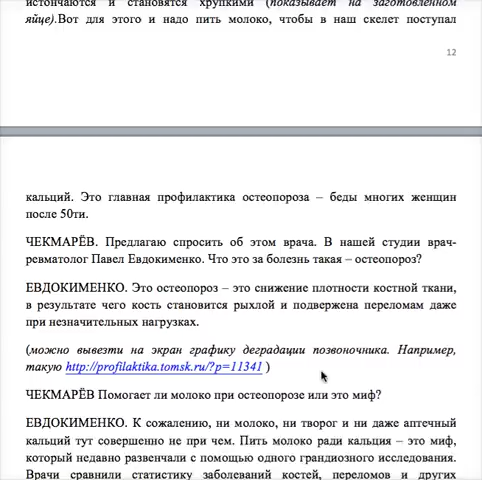 истончаются и становятся хрупкими (показывает на заготовленном
яйце).Вот для этого и надо пить молоко, чтобы в наш скелет поступал
12
кальций. Это главная профилактика остеопороза – беды многих женщин
после 50ти.
ЧЕКМАРЁВ. Предлагаю спросить об этом врача. В нашей студии врач-
ревматолог Павел Евдокименко. Что это за болезнь такая – остеопороз?
ЕВДОКИМЕНКО. Это остеопороз – это снижение плотности костной ткани,
в результате чего кость становится рыхлой и подвержена переломам даже
при незначительных нагрузках.
(можно вывезти на экран графику деградации позвоночника. Например,
такую http://profilaktika.tomsk.ru/?p=11341 )
ЧЕКМАРЁВ Помогает ли молоко при остеопорозе или это миф?
ЕВДОКИМЕНКО. К сожалению, ни молоко, ни творог и ни даже аптечный
кальций тут совершенно не при чем. Пить молоко ради кальция – это миф,
который недавно развенчали с помощью одного грандиозного исследования.
Врачи сравнили статистику заболеваний костей, переломов и других